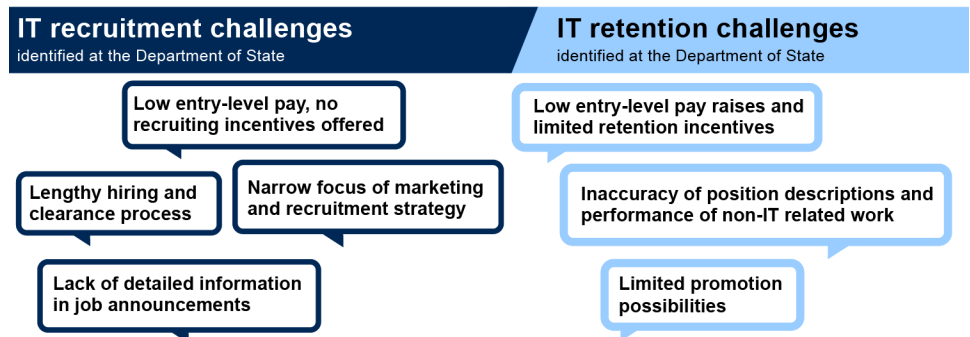 IT recruitment challenges
identified at the Department of State
IT retention challenges
identified at the Department of State
Low entry-level pay, no
recruiting incentives offered
Lengthy hiring and
clearance process
Narrow focus of marketing
and recruitment strategy
Lack of detailed information
in job announcements
Low entry-level pay raises and
limited retention incentives
Inaccuracy of position descriptions and
performance of non-IT related work
Limited promotion
possibilities